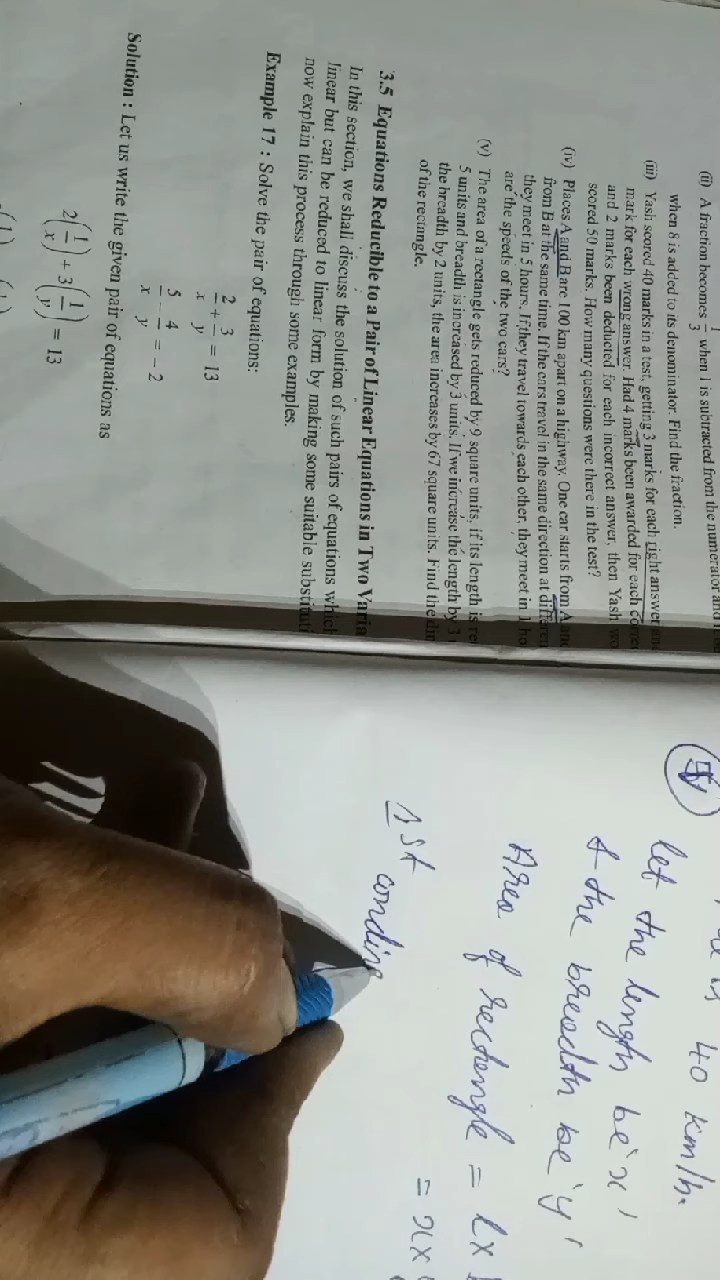 (ii) A fraction becomes 1/3 when 1 is subtracted from the numerator and
when 8 is added to its denominator. Find the fraction.
(iii) Yash scored 40 marks in a test, getting 3 marks for each right answer
mark for each wrong answer. Had 4 marks been awarded for each
and 2 marks been deducted for each incorrect answer, then Yash
scored 50 marks. How many questions were there in the test?
(iv) Places A and B are 100 km apart on a highway. One car starts from A
from B at the same time. If the cars travel in the same direction at
they meet in 5 hours. If they travel towards each other, they meet in 1
are the speeds of the two cars?
(v) The area of a rectangle gets reduced by 9 square units, if its length is
5 units and breadth is increased by 3 units. If we increase the length by 3
the breadth by 2 units, the area increases by 67 square units. Find the
of the rectangle.
3.5 Equations Reducible to a Pair of Linear Equations in Two
In this section, we shall discuss the solution of such pairs of equations which
linear but can be reduced to linear form by making some suitable
now explain this process through some examples.
Example 17 : Solve the pair of equations:
2/x + 3/y = 13
5/x - 4/y = - 2
Solution : Let us write the given pair of equations as
2(1/x) + 3(1/y) = 13
40 km/h.
let the length be 'x'
& the breadth be 'y'
Area of rectangle = l×
= x×
1st